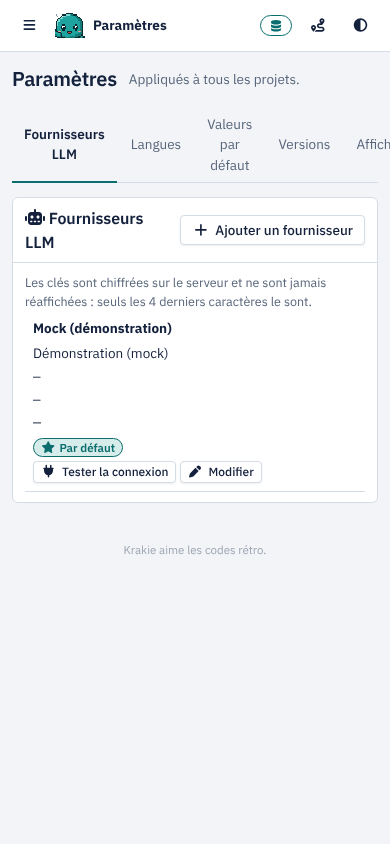 Paramètres
Paramètres Appliqués à tous les projets.
Fournisseurs LLM
Langues
Valeurs par défaut
Versions
Affich
Fournisseurs LLM
Ajouter un fournisseur
Les clés sont chiffrées sur le serveur et ne sont jamais
réaffichées : seuls les 4 derniers caractères le sont.
Mock (démonstration)
Démonstration (mock)
–
–
–
Par défaut
Tester la connexion
Modifier
Krakie aime les codes rétro.